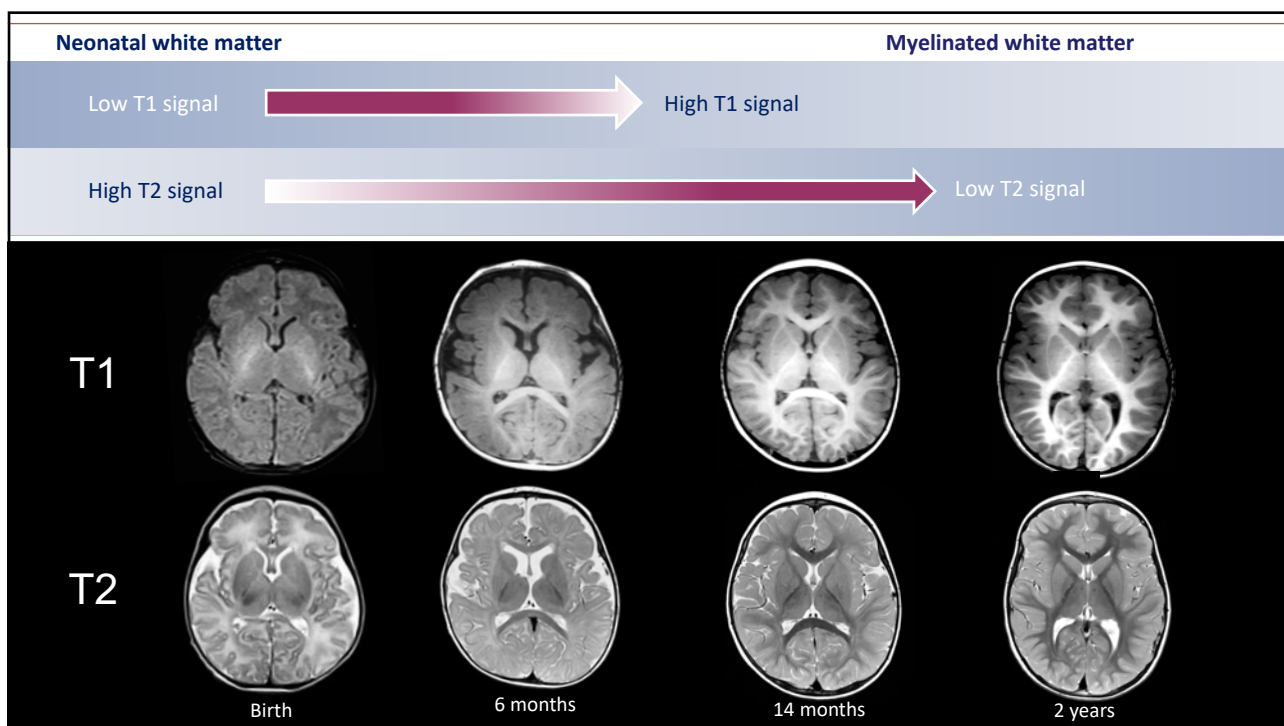 Neonatal white matter Myelinated white matter
Low T1 signal High T1 signal
High T2 signal Low T2 signal
T1
T2
Birth 6 months 14 months 2 years